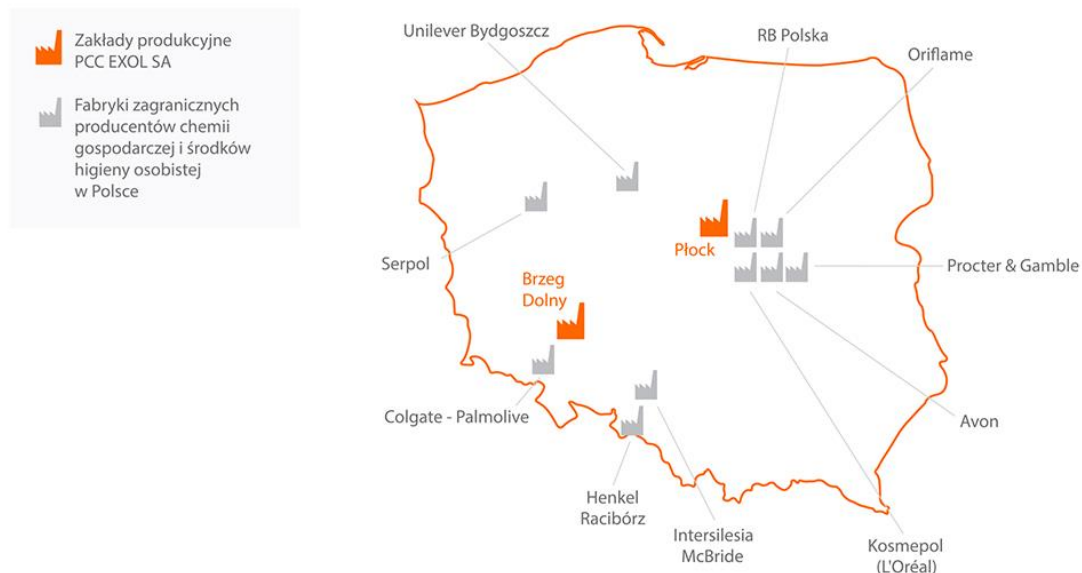 Zakłady produkcyjne
PCC EXOL SA
Fabryki zagranicznych
producentów chemii
gospodarczej i środków
higieny osobistej
w Polsce
Unilever Bydgoszcz
RB Polska
Oriflame
Serpol
Płock
Procter & Gamble
Brzeg
Dolny
Colgate - Palmolive
Avon
Henkel
Racibórz
Intersilesia
McBride
Kosmepol
(L'Oréal)